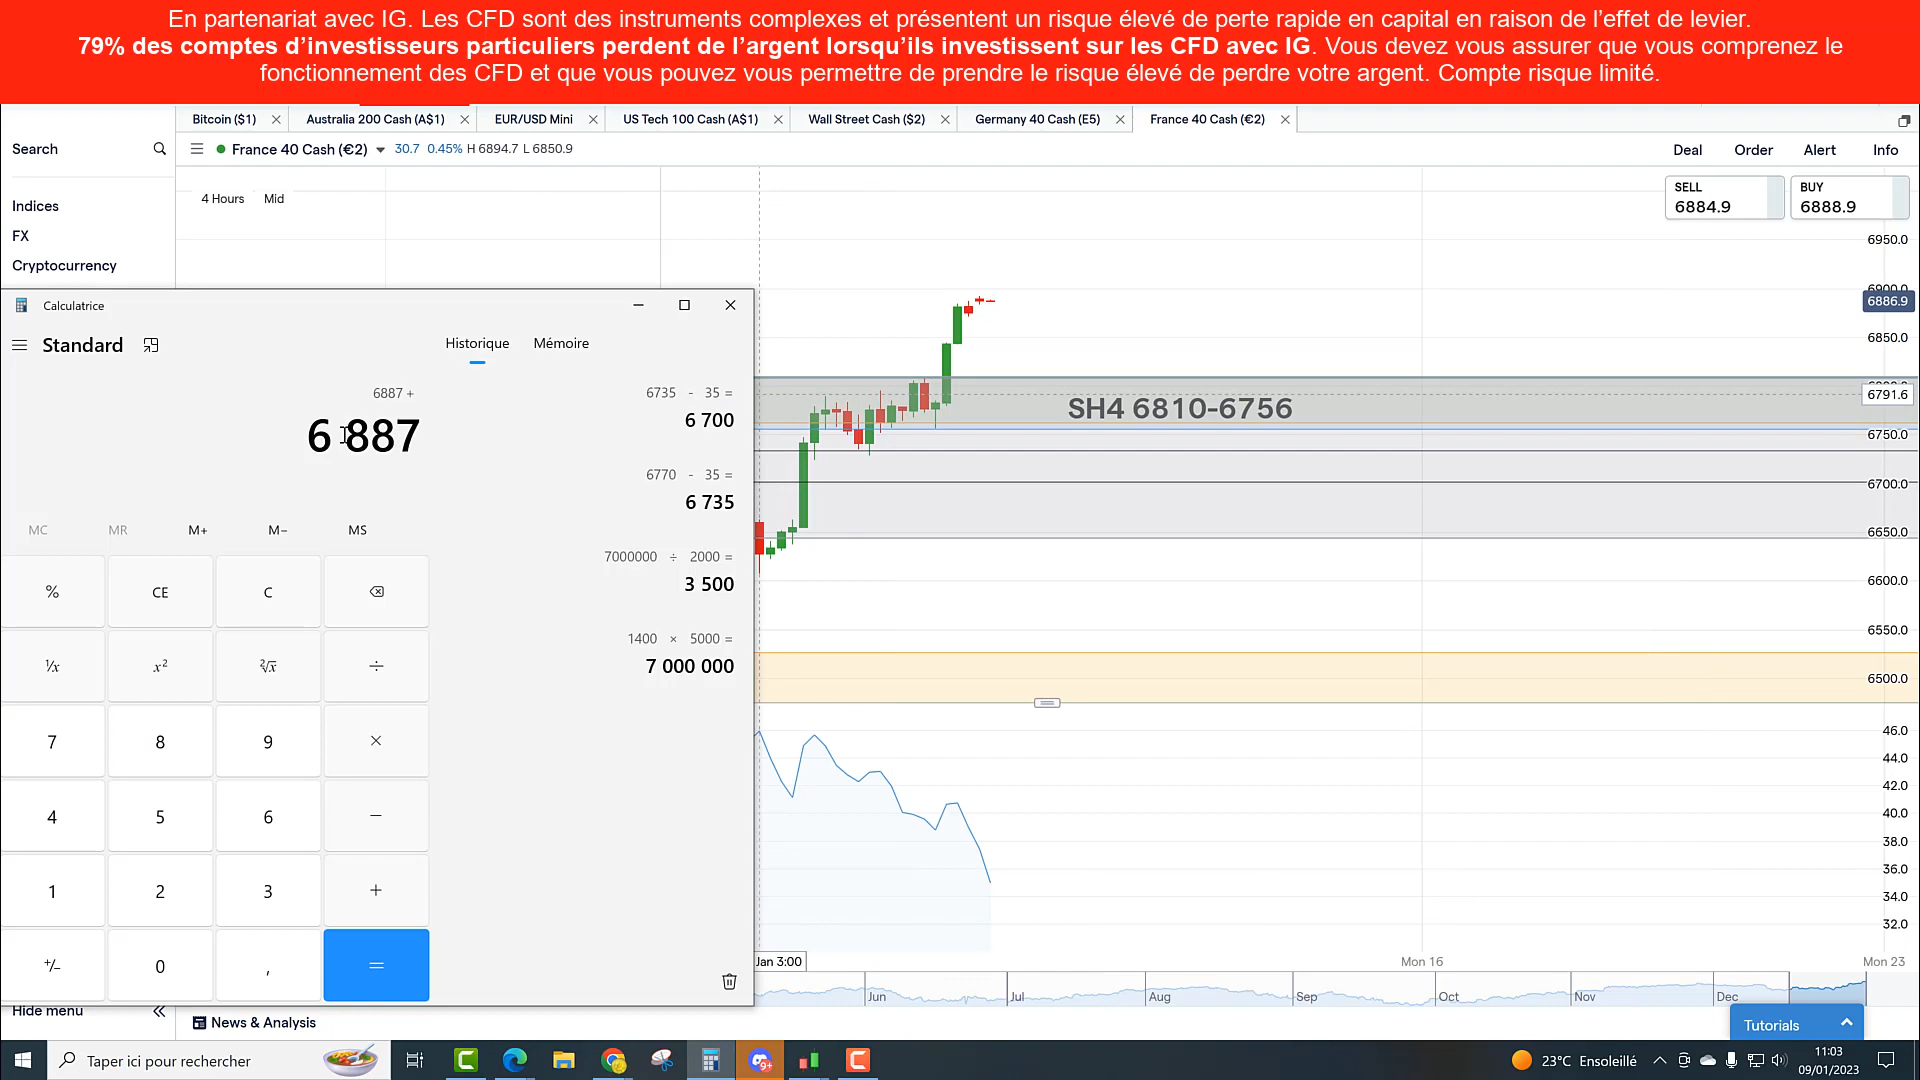 En partenariat avec IG. Les CFD sont des instruments complexes et présentent un risque élevé de perte rapide en capital en raison de l'effet de levier.
79% des comptes d'investisseurs particuliers perdent de l'argent lorsqu'ils investissent sur les CFD avec IG. Vous devez vous assurer que vous comprenez le
fonctionnement des CFD et que vous pouvez vous permettre de prendre le risque élevé de perdre votre argent. Compte risque limité.
Bitcoin ($1) Australia 200 Cash (A$1) EUR/USD Mini US Tech 100 Cash (A$1) Wall Street Cash ($2) Germany 40 Cash (E5) France 40 Cash (€2)
Search
France 40 Cash (€2) 30.7 0.45% H 6894.7 L 6850.9
Deal Order Alert Info
4 Hours Mid
SELL
6884.9
BUY
6888.9
Indices
FX
Cryptocurrency
6950.0
6900.0
6886.9
6850.0
6791.6
6750.0
6700.0
6650.0
6600.0
6550.0
6500.0
SH4 6810-6756
Calculatrice
Standard
Historique Mémoire
6887 +
6 887
6735 - 35 =
6 700
6770 - 35 =
6 735
7000000 ÷ 2000 =
3 500
1400 × 5000 =
7 000 000
MC MR M+ M− MS
% CE C
¹/x x² ²√x ÷
7 8 9 ×
4 5 6 −
1 2 3 +
+/− 0 , =
46.0
44.0
42.0
40.0
38.0
36.0
34.0
32.0
Jan 3:00 Mon 16 Mon 23
Jun Jul Aug Sep Oct Nov Dec
Hide menu
News & Analysis
Tutorials
Taper ici pour rechercher
9+
23°C Ensoleillé
11:03
09/01/2023